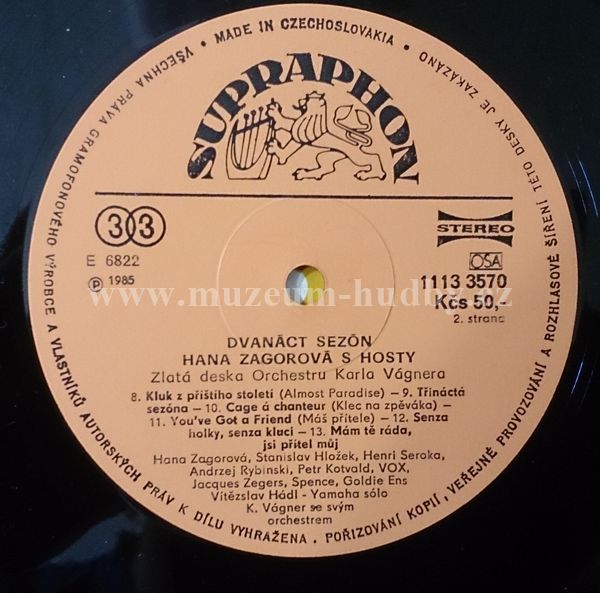 • MADE IN CZECHOSLOVAKIA •
VŠECHNA PRÁVA GRAMOFONOVÉHO VÝROBCE A VLASTNÍKŮ AUTORSKÝCH PRÁV K DÍLU VYHRAŽENA. POŘIZOVÁNÍ KOPIÍ, VEŘEJNÉ PROVOZOVÁNÍ A ROZHLASOVÉ ŠÍŘENÍ TÉTO DESKY JE ZAKÁZÁNO
SUPRAPHON
33
STEREO
E 6822
OSA
℗ 1985
1113 3570
Kčs 50,-
2. strana
www.muzeum-hudby.cz
DVANÁCT SEZÓN
HANA ZAGOROVÁ S HOSTY
Zlatá deska Orchestru Karla Vágnera
8. Kluk z příštího století (Almost Paradise) – 9. Třináctá
sezóna – 10. Cage á chanteur (Klec na zpěváka) –
11. You've Got a Friend (Máš přítele) – 12. Senza
holky, senza kluci – 13. Mám tě ráda,
jsi přítel můj
Hana Zagorová, Stanislav Hložek, Henri Seroka,
Andrzej Rybinski, Petr Kotvald, VOX,
Jacques Zegers, Spence, Goldie Ens
Vítězslav Hádl - Yamaha sólo
K. Vágner se svým
orchestrem